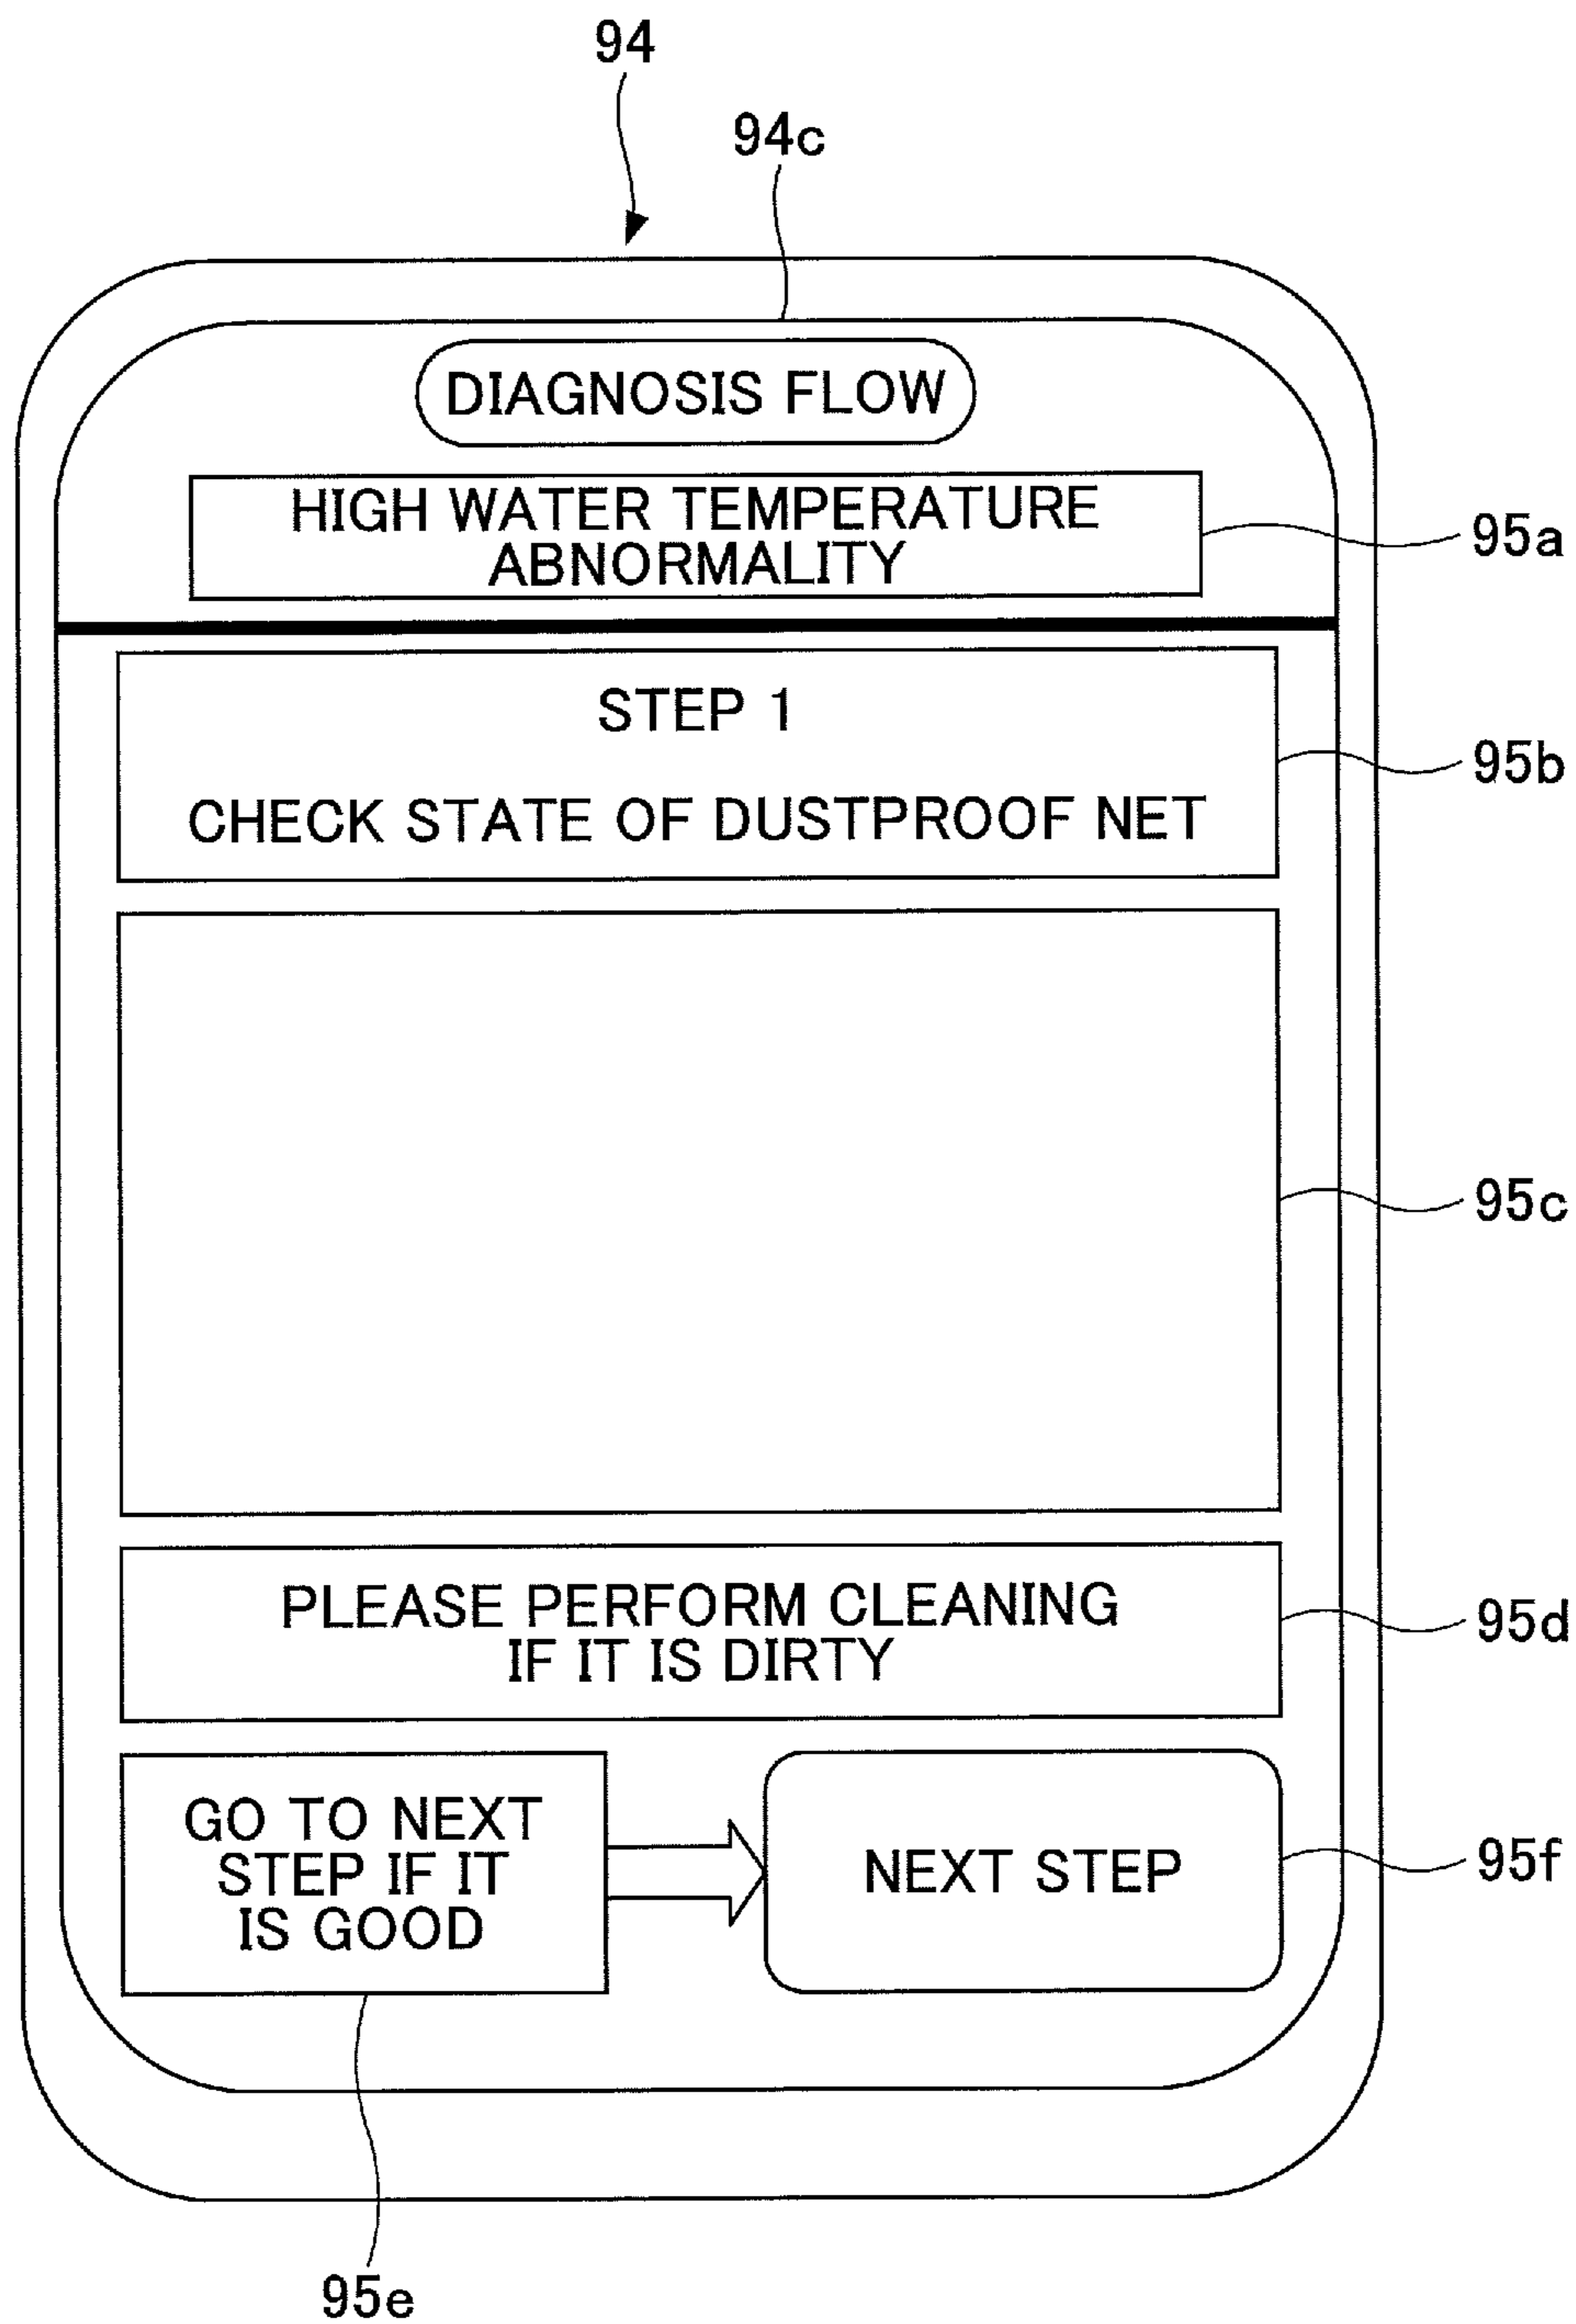 94
94c
DIAGNOSIS FLOW
HIGH WATER TEMPERATURE
ABNORMALITY
95a
STEP 1
95b
CHECK STATE OF DUSTPROOF NET
95c
PLEASE PERFORM CLEANING
IF IT IS DIRTY
95d
GO TO NEXT
STEP IF IT
IS GOOD
NEXT STEP
95f
95e